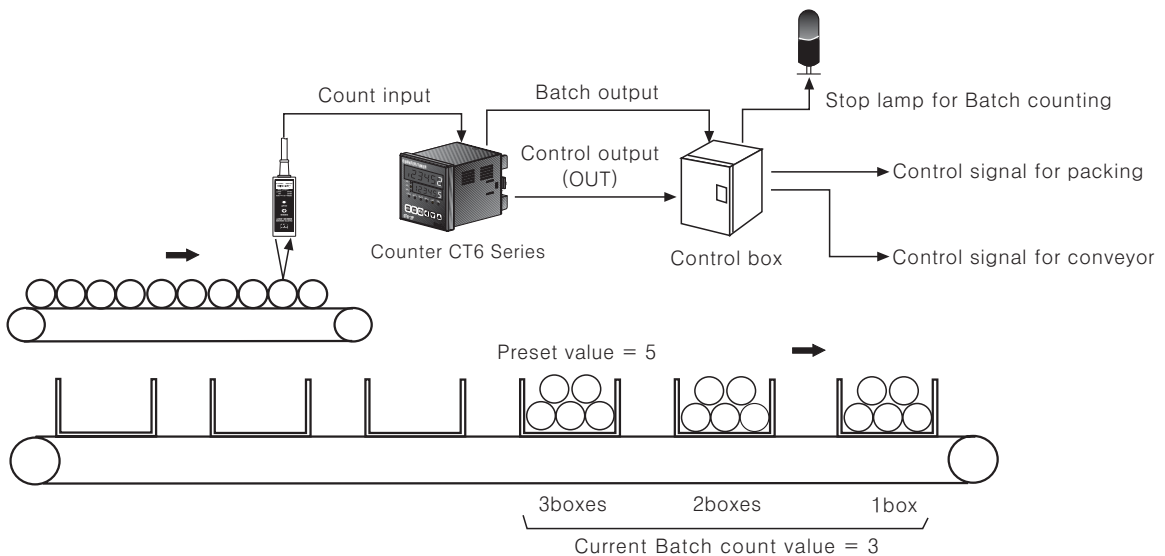 Count input
Batch output
Stop lamp for Batch counting
Control output
(OUT)
Control signal for packing
Counter CT6 Series
Control box
Control signal for conveyor
Preset value = 5
3boxes
2boxes
1box
Current Batch count value = 3